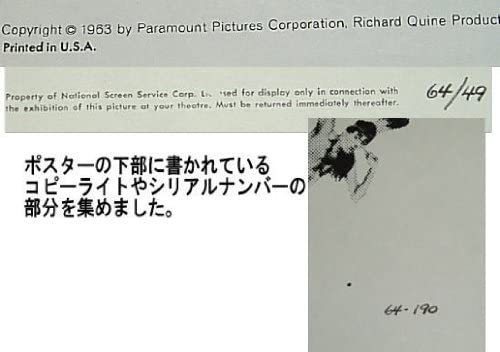 Copyright © 1963 by Paramount Pictures Corporation, Richard Quine Product
Printed in U.S.A.
Property of National Screen Service Corp. sed for display only in connection with
64/49
the exhibition of this picture at your theatre. Must be returned immediately thereafter.
ポスターの下部に書かれている
コピーライトやシリアルナンバーの
部分を集めました。
64-190